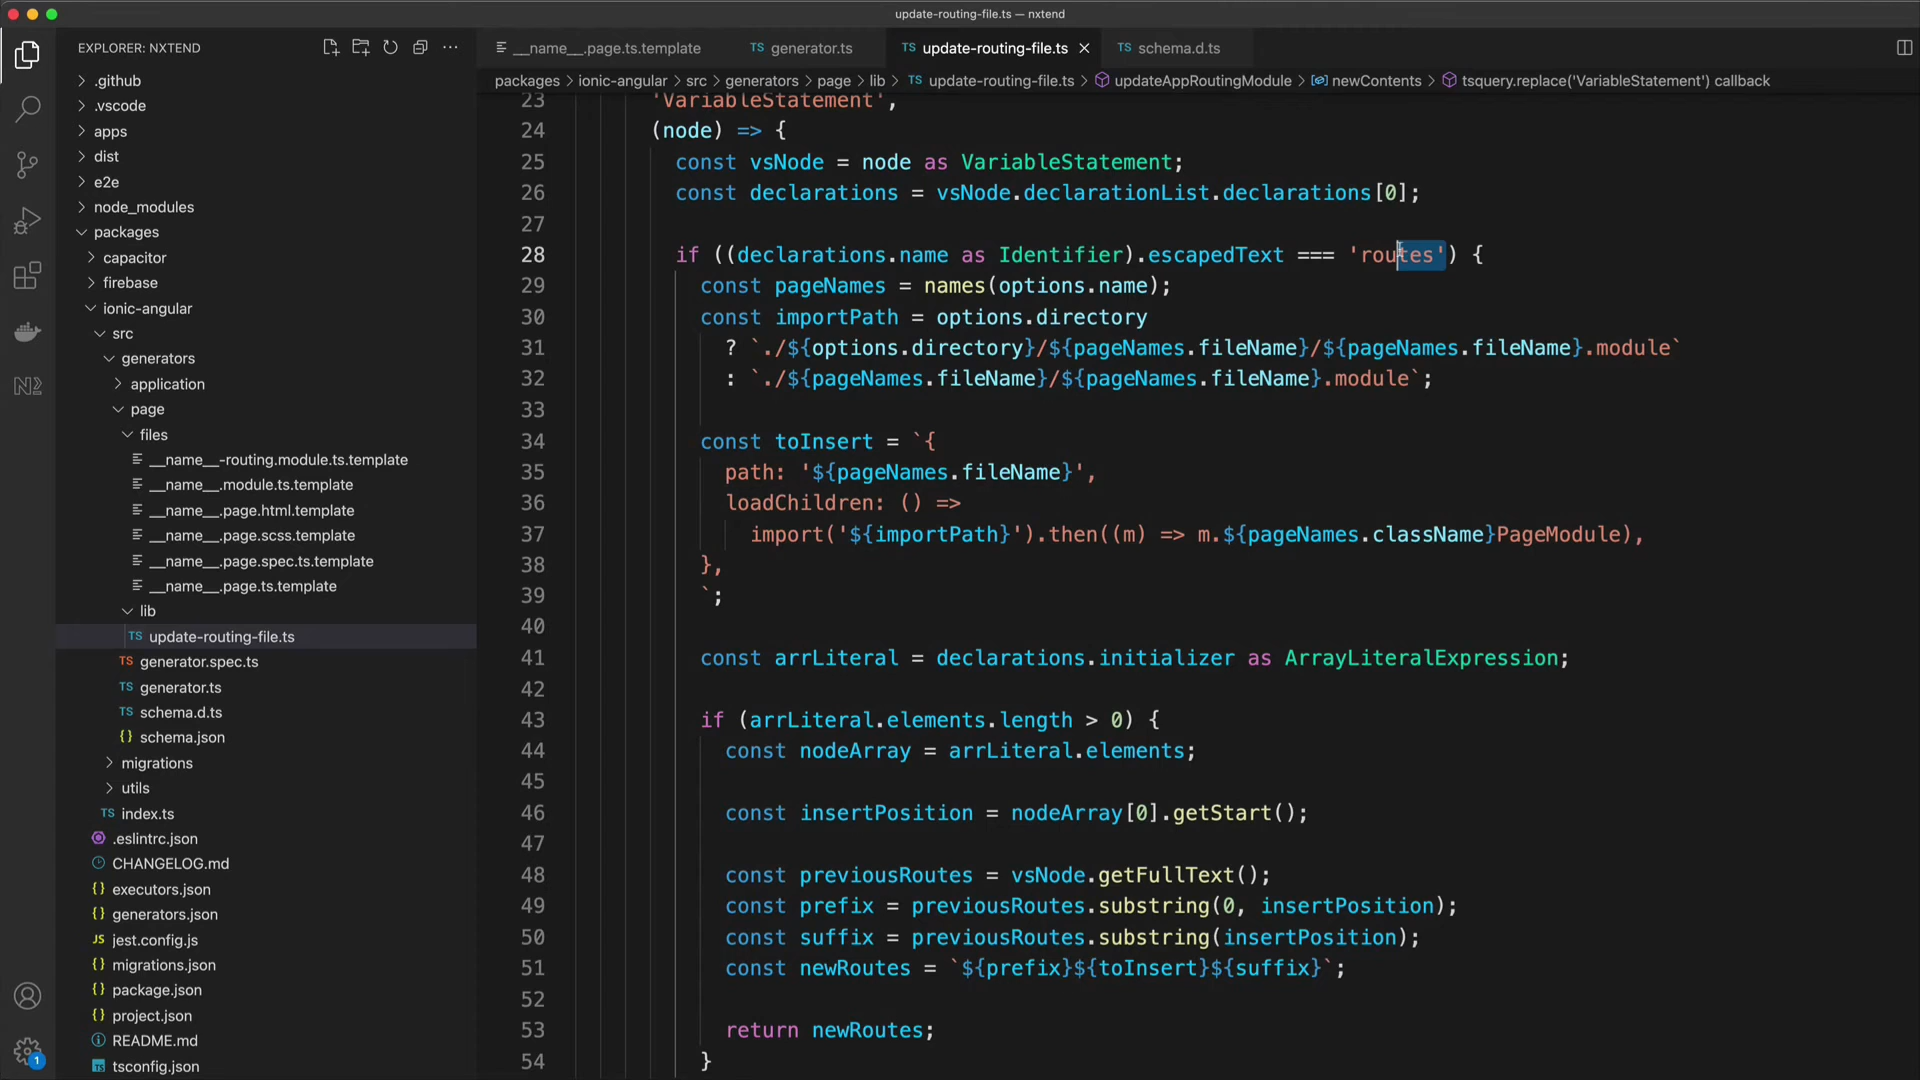 update-routing-file.ts — nxtend
EXPLORER: NXTEND
__name__.page.ts.template
TS generator.ts
TS update-routing-file.ts
TS schema.d.ts
packages > ionic-angular > src > generators > page > lib > TS update-routing-file.ts > updateAppRoutingModule > newContents > tsquery.replace('VariableStatement') callback
.github
.vscode
apps
dist
e2e
node_modules
packages
capacitor
firebase
ionic-angular
src
generators
application
page
files
__name__-routing.module.ts.template
__name__.module.ts.template
__name__.page.html.template
__name__.page.scss.template
__name__.page.spec.ts.template
__name__.page.ts.template
lib
TS update-routing-file.ts
TS generator.spec.ts
TS generator.ts
TS schema.d.ts
{} schema.json
migrations
utils
TS index.ts
.eslintrc.json
CHANGELOG.md
{} executors.json
{} generators.json
JS jest.config.js
{} migrations.json
{} package.json
{} project.json
README.md
tsconfig.json
1
23 'VariableStatement',
24 (node) => {
25 const vsNode = node as VariableStatement;
26 const declarations = vsNode.declarationList.declarations[0];
27
28 if ((declarations.name as Identifier).escapedText === 'routes') {
29 const pageNames = names(options.name);
30 const importPath = options.directory
31 ? `./${options.directory}/${pageNames.fileName}/${pageNames.fileName}.module`
32 : `./${pageNames.fileName}/${pageNames.fileName}.module`;
33
34 const toInsert = `{
35 path: '${pageNames.fileName}',
36 loadChildren: () =>
37 import('${importPath}').then((m) => m.${pageNames.className}PageModule),
38 },
39 `;
40
41 const arrLiteral = declarations.initializer as ArrayLiteralExpression;
42
43 if (arrLiteral.elements.length > 0) {
44 const nodeArray = arrLiteral.elements;
45
46 const insertPosition = nodeArray[0].getStart();
47
48 const previousRoutes = vsNode.getFullText();
49 const prefix = previousRoutes.substring(0, insertPosition);
50 const suffix = previousRoutes.substring(insertPosition);
51 const newRoutes = `${prefix}${toInsert}${suffix}`;
52
53 return newRoutes;
54 }